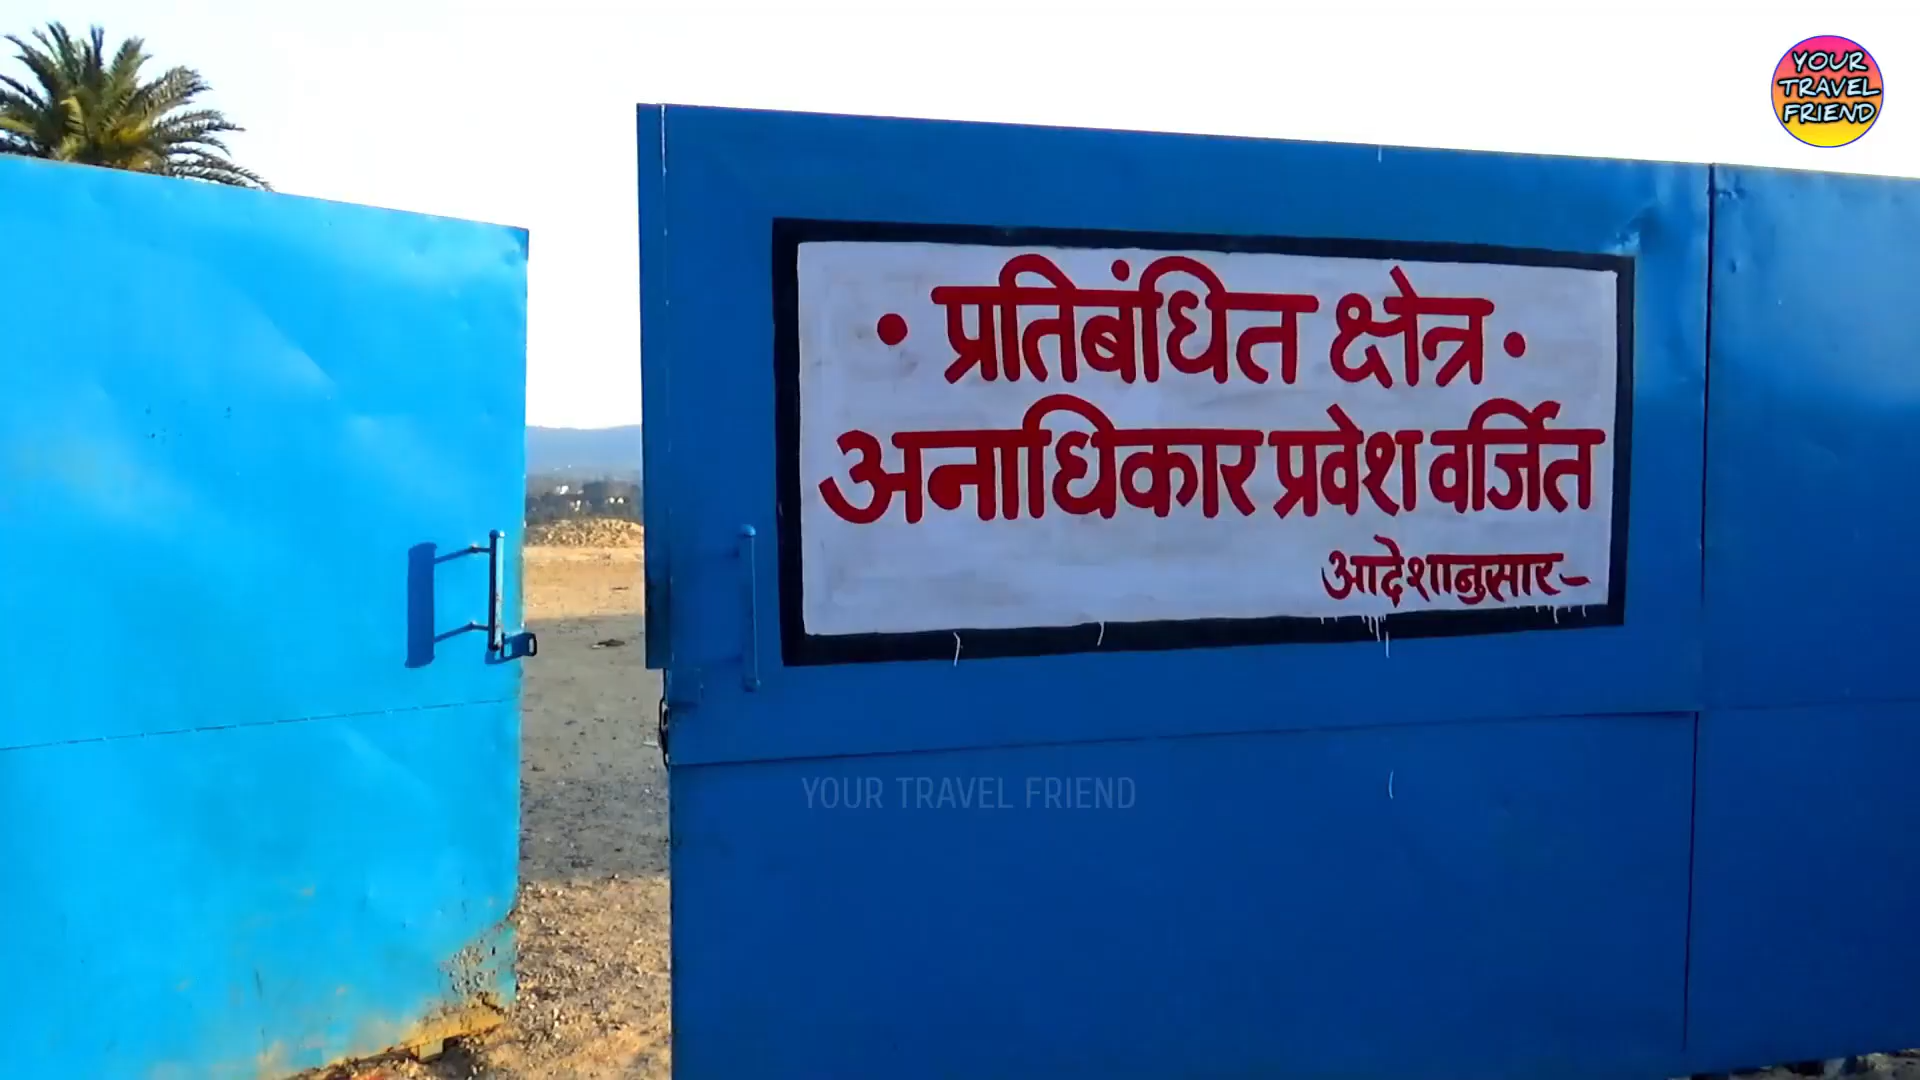 YOUR
TRAVEL
FRIEND
• प्रतिबंधित क्षेत्र •
अनाधिकार प्रवेश वर्जित
आदेशानुसार-
YOUR TRAVEL FRIEND